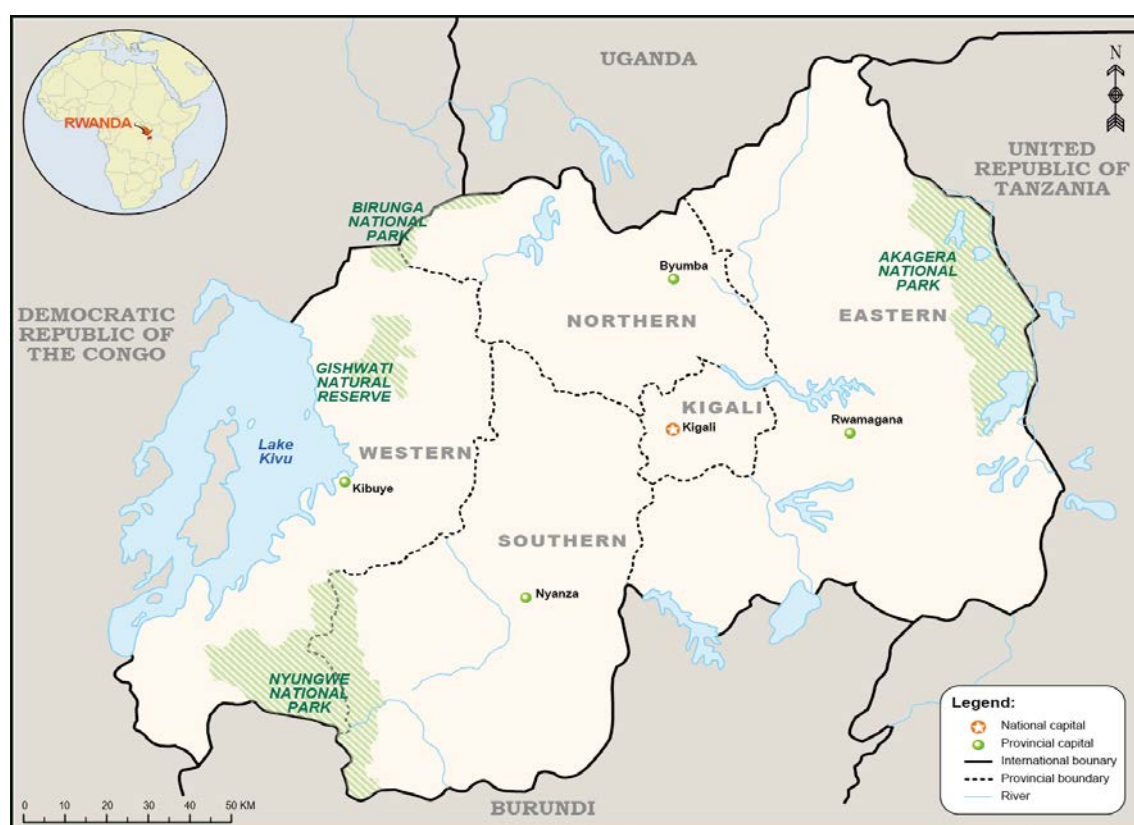 UGANDA
N
RWANDA
UNITED
REPUBLIC OF
TANZANIA
BIRUNGA
NATIONAL
PARK
Byumba
AKAGERA
NATIONAL
PARK
DEMOCRATIC
REPUBLIC OF
THE CONGO
NORTHERN
EASTERN
GISHWATI
NATURAL
RESERVE
KIGALI
Kigali
Rwamagana
Lake
Kivu
WESTERN
Kibuye
SOUTHERN
Nyanza
NYUNGWE
NATIONAL
PARK
Legend:
National capital
Provincial capital
International bounary
Provincial boundary
River
0 10 20 30 40 50 KM
BURUNDI